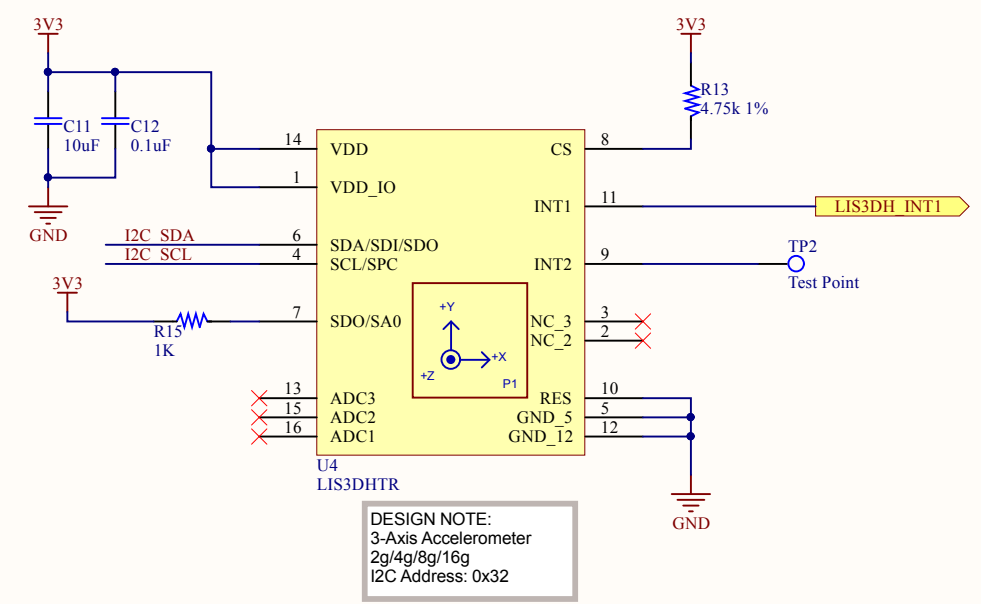 3V3
C11
10uF
C12
0.1uF
GND
I2C_SDA
I2C_SCL
3V3
R15
1K
14
1
6
4
7
13
15
16
VDD
VDD_IO
SDA/SDI/SDO
SCL/SPC
SDO/SA0
ADC3
ADC2
ADC1
+Y
+X
+Z
P1
CS
INT1
INT2
NC_3
NC_2
RES
GND_5
GND_12
8
11
9
3
2
10
5
12
U4
LIS3DHTR
3V3
R13
4.75k 1%
LIS3DH_INT1
TP2
Test Point
GND
DESIGN NOTE:
3-Axis Accelerometer
2g/4g/8g/16g
I2C Address: 0x32